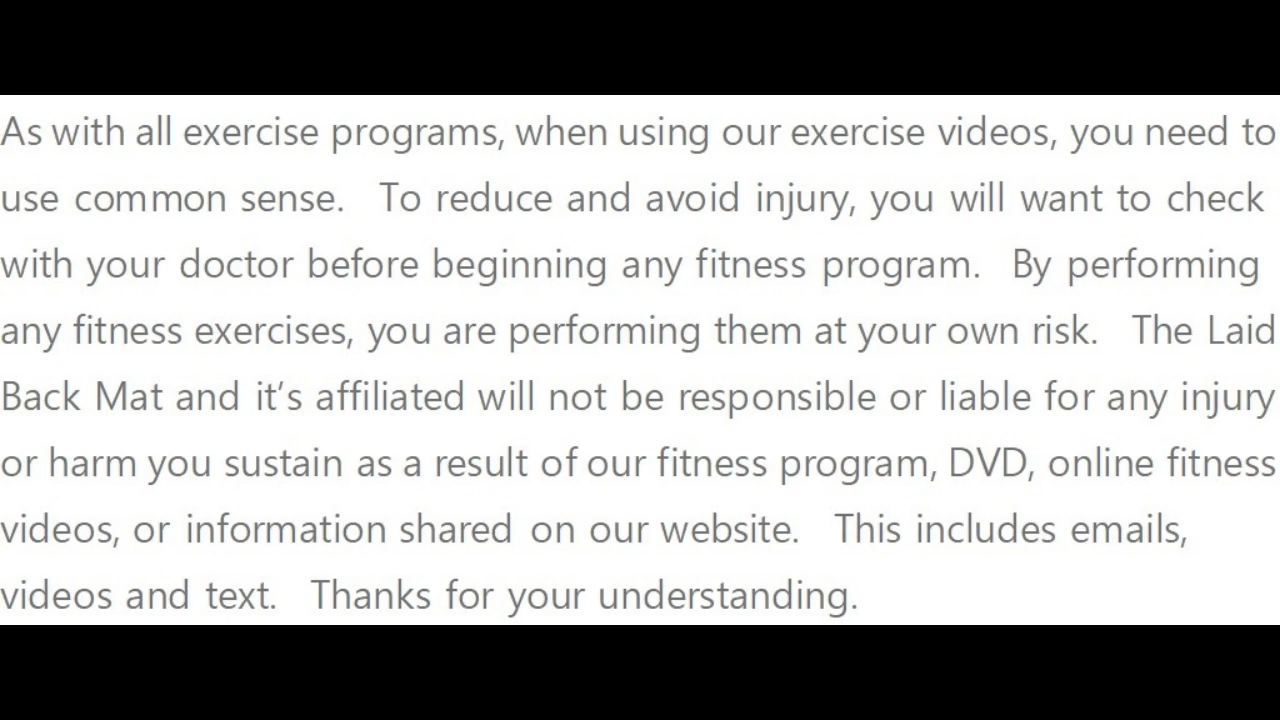 As with all exercise programs, when using our exercise videos, you need to
use common sense. To reduce and avoid injury, you will want to check
with your doctor before beginning any fitness program. By performing
any fitness exercises, you are performing them at your own risk. The Laid
Back Mat and it’s affiliated will not be responsible or liable for any injury
or harm you sustain as a result of our fitness program, DVD, online fitness
videos, or information shared on our website. This includes emails,
videos and text. Thanks for your understanding.